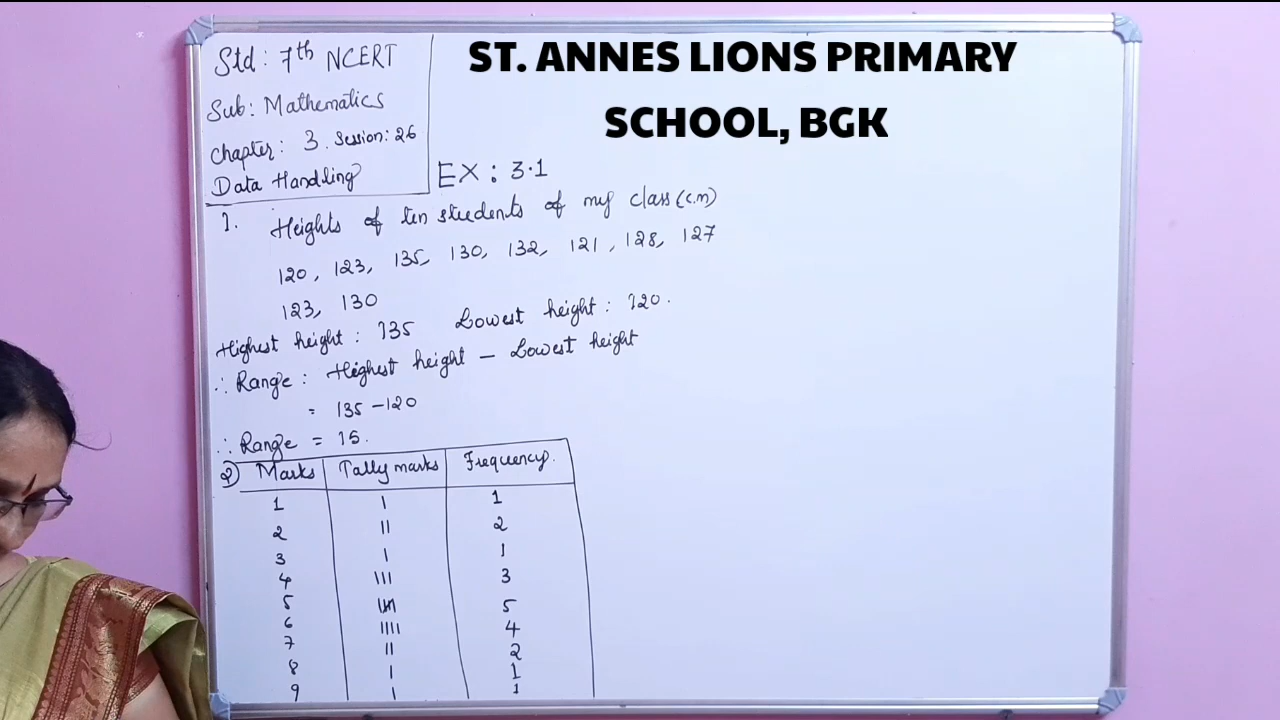 ST. ANNES LIONS PRIMARY
SCHOOL, BGK
Std: 7th NCERT
Sub: Mathematics
Chapter: 3. Session: 26
Data Handling
EX: 3.1
1. Heights of ten students of my class (c.m)
120, 123, 135, 130, 132, 121, 128, 127
123, 130
Highest height: 135 Lowest height: 120.
∴ Range: Highest height - Lowest height
= 135 - 120
∴ Range = 15.
2) Marks Tally marks Frequency.
1 | 1
2 || 2
3 | 1
4 ||| 3
5 𝍸 5
6 |||| 4
7 || 2
8 | 1
9 | 1